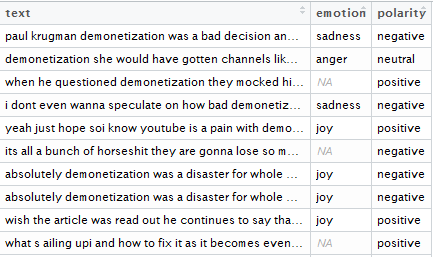 text emotion polarity
paul krugman demonetization was a bad decision an... sadness negative
demonetization she would have gotten channels lik... anger neutral
when he questioned demonetization they mocked hi... NA positive
i dont even wanna speculate on how bad demonetiz... sadness negative
yeah just hope soi know youtube is a pain with demo... joy positive
its all a bunch of horseshit they are gonna lose so m... NA negative
absolutely demonetization was a disaster for whole ... joy negative
absolutely demonetization was a disaster for whole ... joy negative
wish the article was read out he continues to say tha... joy positive
what s ailing upi and how to fix it as it becomes even... NA positive